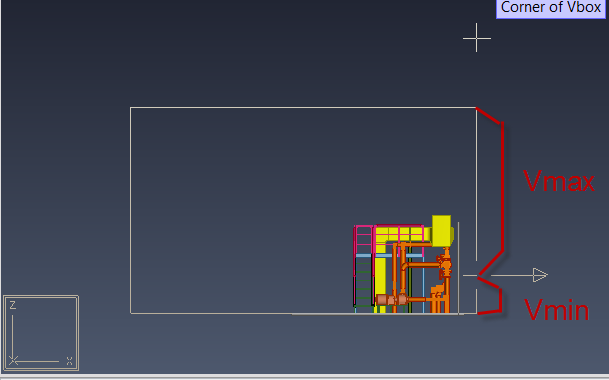 Corner of Vbox
Vmax
Vmin
Z
X